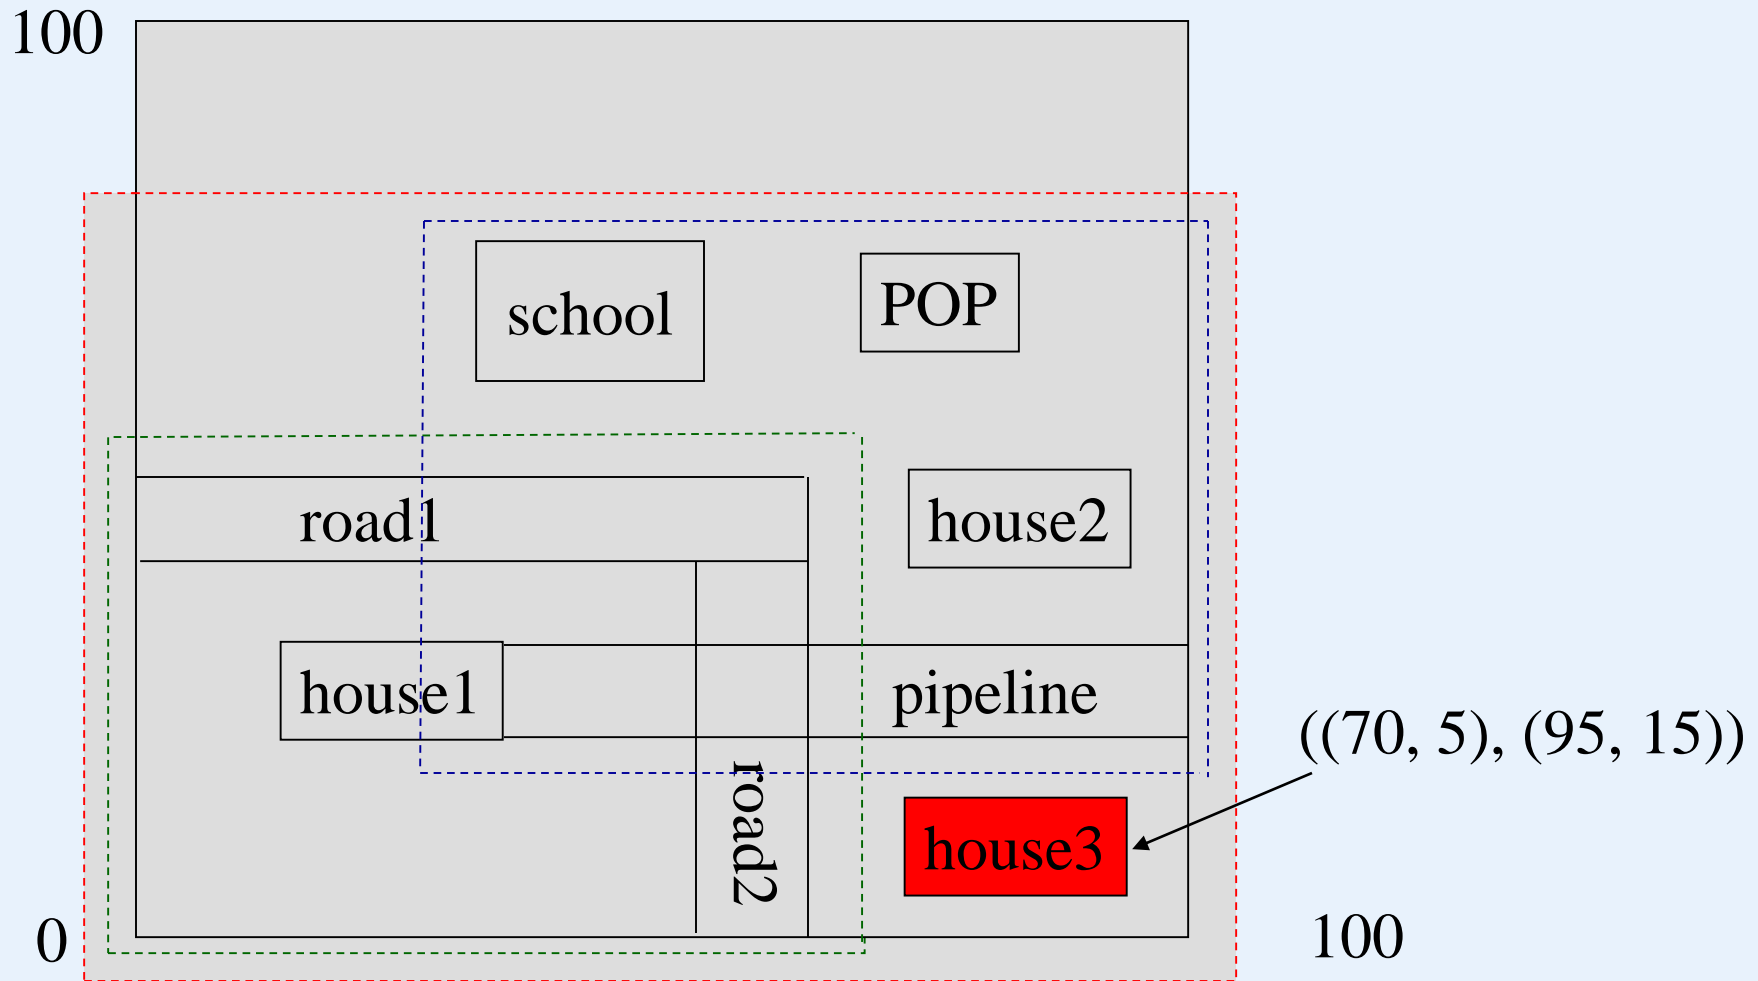 100
school
POP
road1
house2
house1
pipeline
((70, 5), (95, 15))
road2
house3
0
100